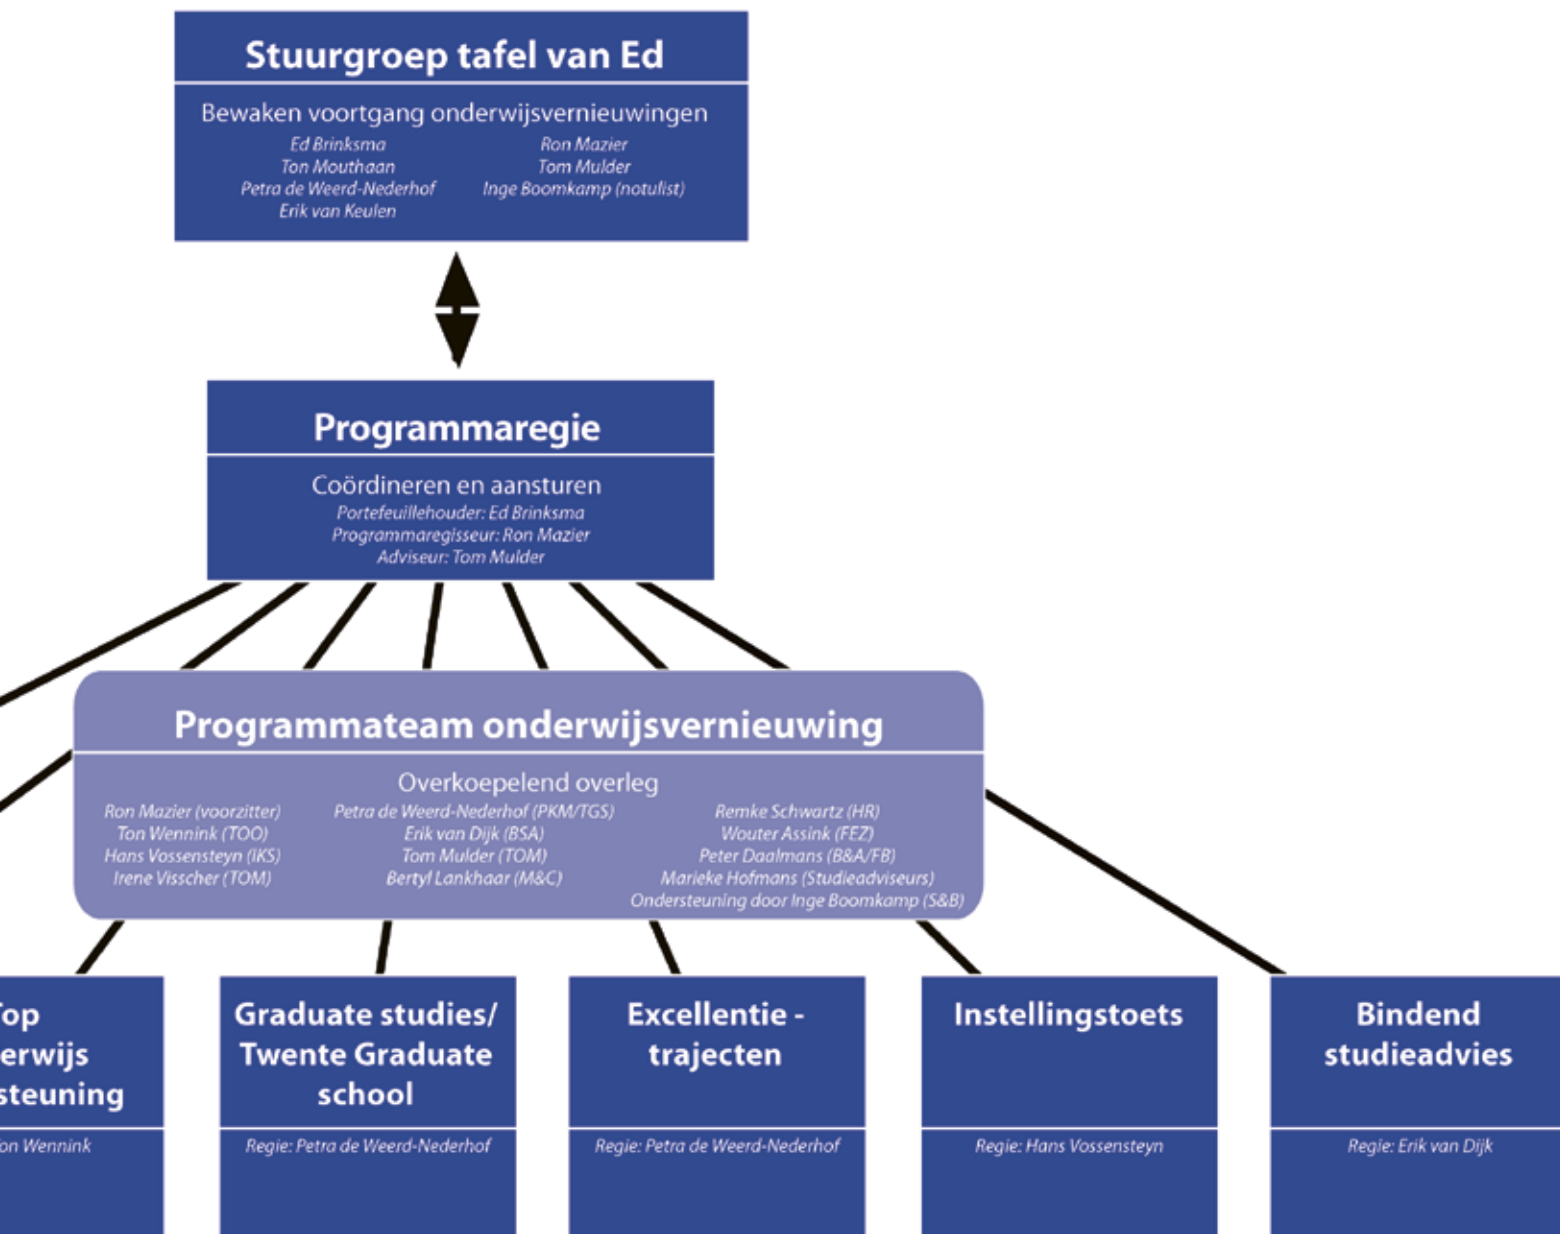 Stuurgroep tafel van Ed
Bewaken voortgang onderwijsvernieuwingen
Ed Brinksma
Ton Mouthaan
Petra de Weerd-Nederhof
Erik van Keulen
Ron Mazier
Tom Mulder
Inge Boomkamp (notulist)
Programmaregie
Coördineren en aansturen
Portefeuillehouder: Ed Brinksma
Programmaregisseur: Ron Mazier
Adviseur: Tom Mulder
Programmateam onderwijsvernieuwing
Overkoepelend overleg
Ron Mazier (voorzitter)
Ton Wennink (TOO)
Hans Vossensteyn (IKS)
Irene Visscher (TOM)
Petra de Weerd-Nederhof (PKM/TGS)
Erik van Dijk (BSA)
Tom Mulder (TOM)
Bertyl Lankhaar (M&C)
Remke Schwartz (HR)
Wouter Assink (FEZ)
Peter Daalmans (B&A/FB)
Marieke Hofmans (Studieadviseurs)
Ondersteuning door Inge Boomkamp (S&B)
op
erwijs
steuning
on Wennink
Graduate studies/
Twente Graduate
school
Regie: Petra de Weerd-Nederhof
Excellentie -
trajecten
Regie: Petra de Weerd-Nederhof
Instellingstoets
Regie: Hans Vossensteyn
Bindend
studieadvies
Regie: Erik van Dijk